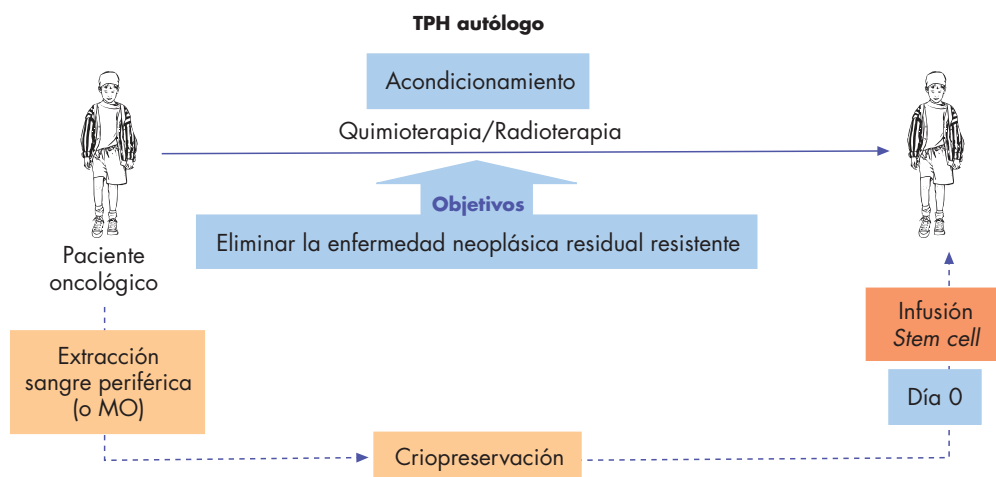 TPH autólogo
Acondicionamiento
Quimioterapia/Radioterapia
Objetivos
Eliminar la enfermedad neoplásica residual resistente
Paciente
oncológico
Extracción
sangre periférica
(o MO)
Criopreservación
Infusión
Stem cell
Día 0